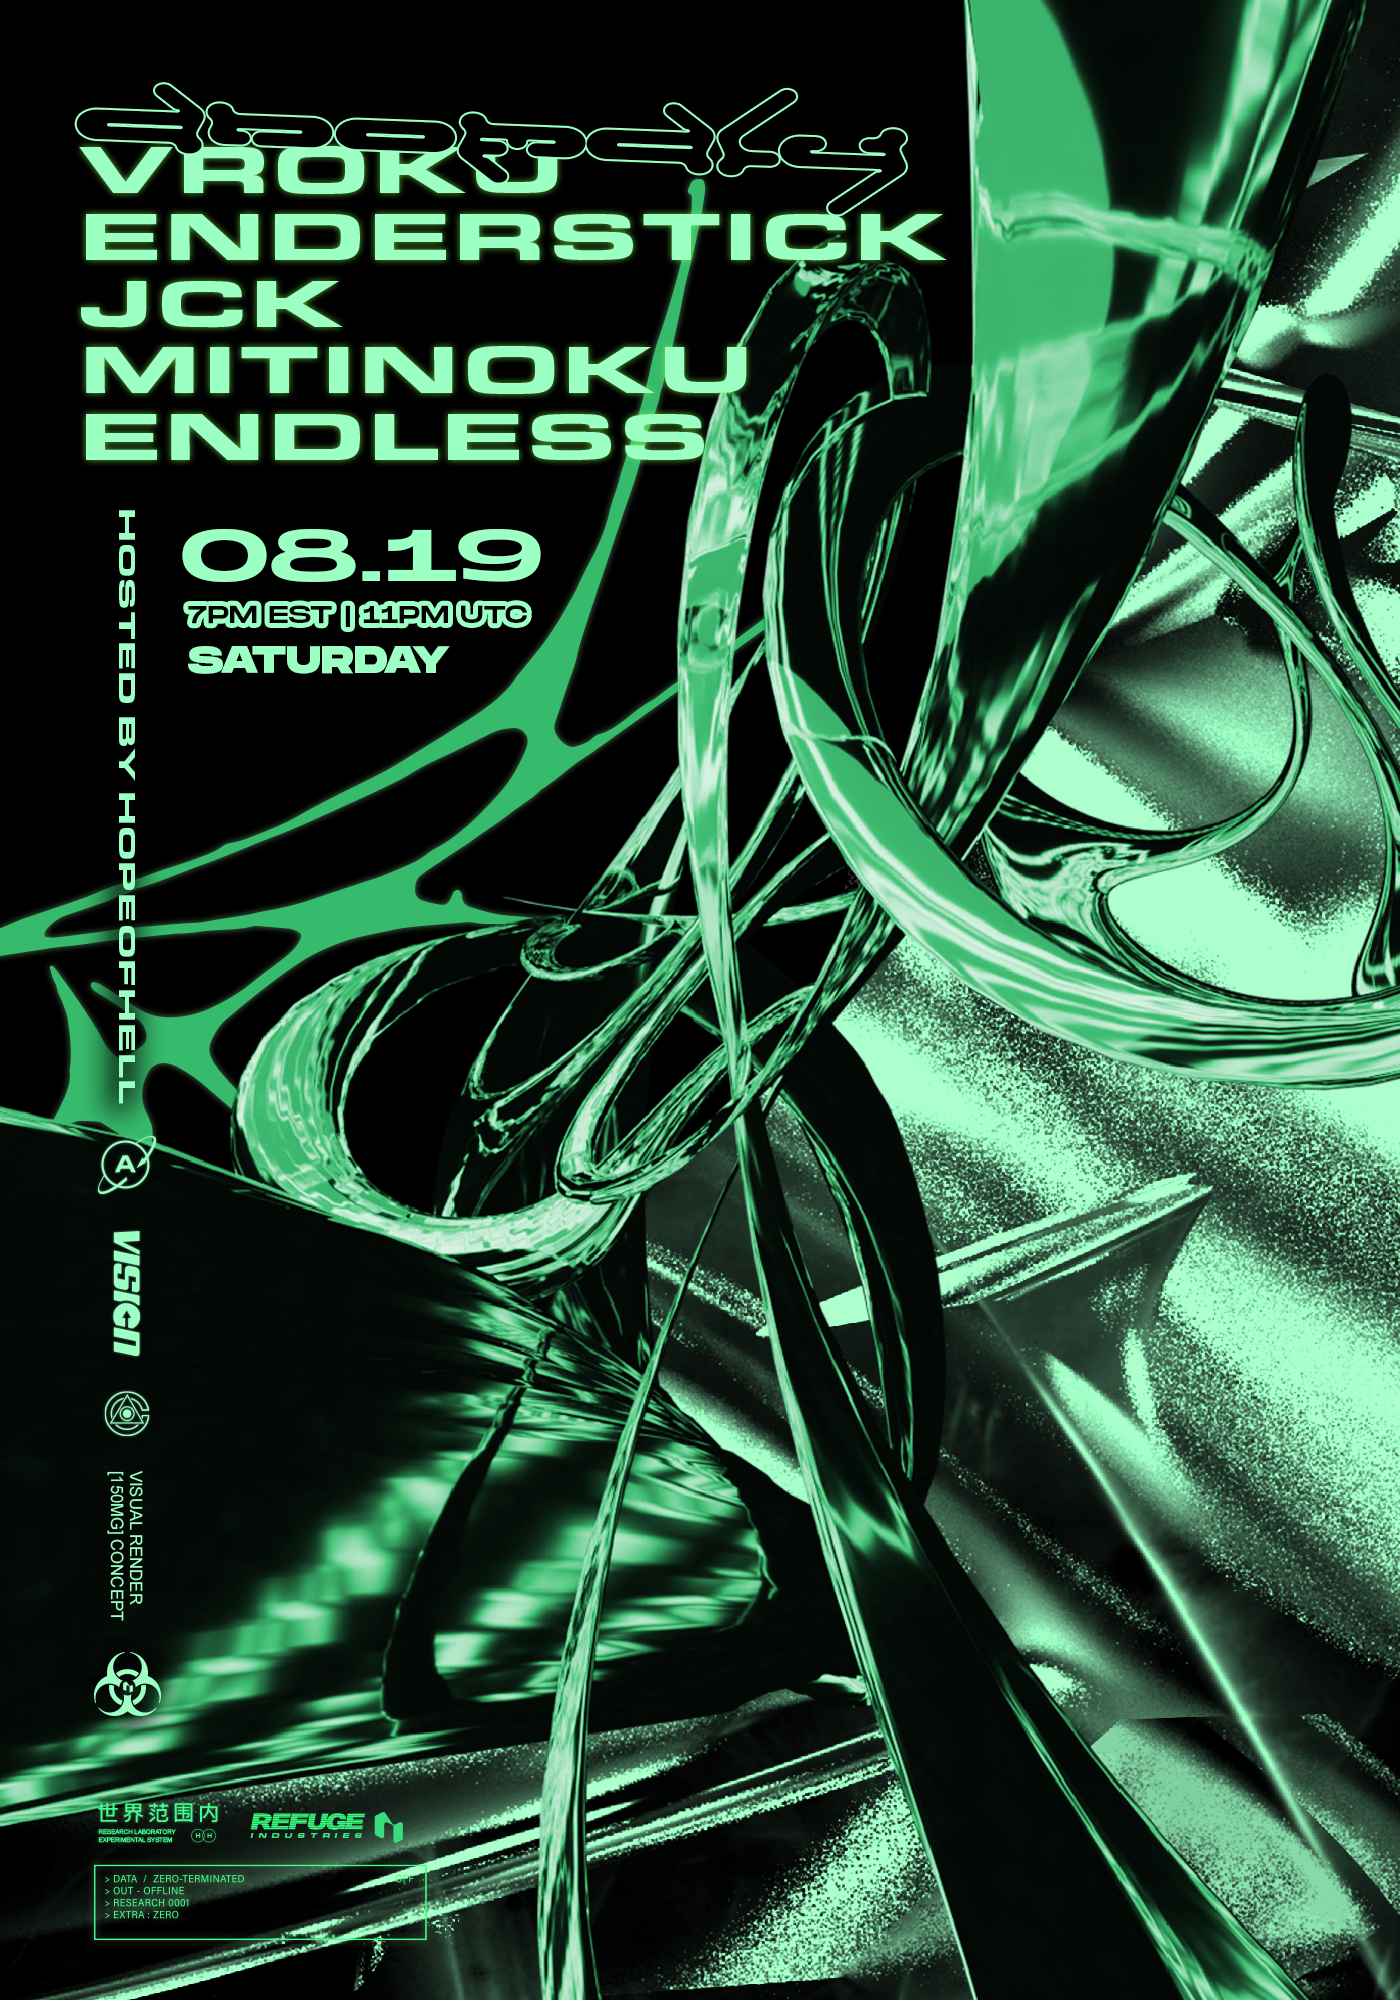 VROKU
ENDERSTICK
JCK
MITINOKU
ENDLESS
08.19
7PM EST | 11PM UTC
SATURDAY
HOSTED BY HOPEOFHELL
A
VISION
VISUAL RENDER
[150MG] CONCEPT
世界范围内
RESEARCH LABORATORY
EXPERIMENTAL SYSTEM
H H
REFUGE
INDUSTRIES
> DATA / ZERO-TERMINATED
> OUT - OFFLINE
> RESEARCH 0001
> EXTRA : ZERO